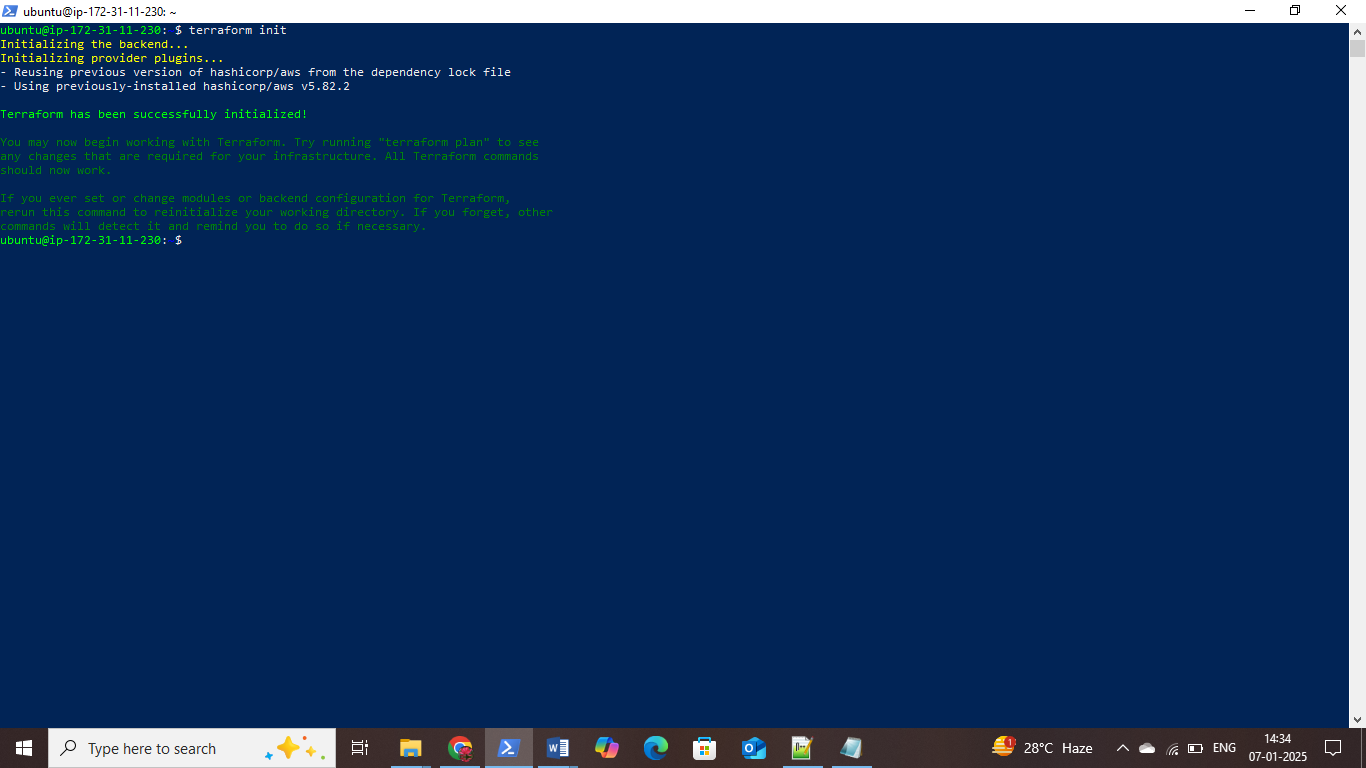 ubuntu@ip-172-31-11-230: ~
ubuntu@ip-172-31-11-230: $ terraform init
Initializing the backend...
Initializing provider plugins...
- Reusing previous version of hashicorp/aws from the dependency lock file
- Using previously-installed hashicorp/aws v5.82.2
Terraform has been successfully initialized!
You may now begin working with Terraform. Try running "terraform plan" to see
any changes that are required for your infrastructure. All Terraform commands
should now work.
If you ever set or change modules or backend configuration for Terraform,
rerun this command to reinitialize your working directory. If you forget, other
commands will detect it and remind you to do so if necessary.
ubuntu@ip-172-31-11-230: $
Type here to search
1
28°C Haze
ENG
14:34
07-01-2025